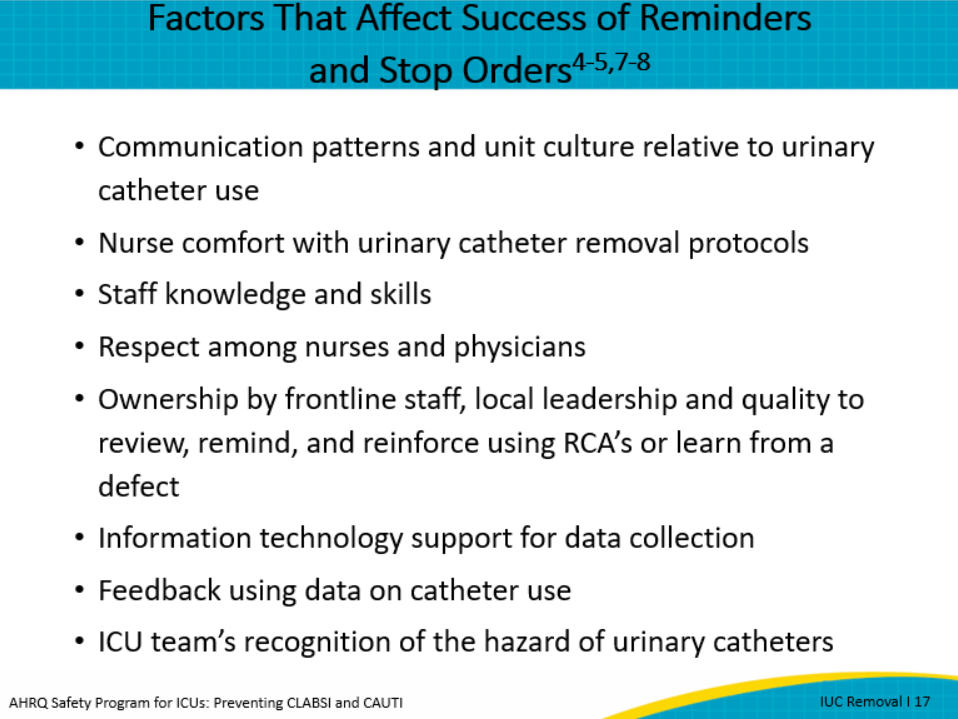 Factors That Affect Success of Reminders
and Stop Orders4-5,7-8
• Communication patterns and unit culture relative to urinary
catheter use
• Nurse comfort with urinary catheter removal protocols
• Staff knowledge and skills
• Respect among nurses and physicians
• Ownership by frontline staff, local leadership and quality to
review, remind, and reinforce using RCA’s or learn from a
defect
• Information technology support for data collection
• Feedback using data on catheter use
• ICU team’s recognition of the hazard of urinary catheters
AHRQ Safety Program for ICUs: Preventing CLABSI and CAUTI
IUC Removal I 17